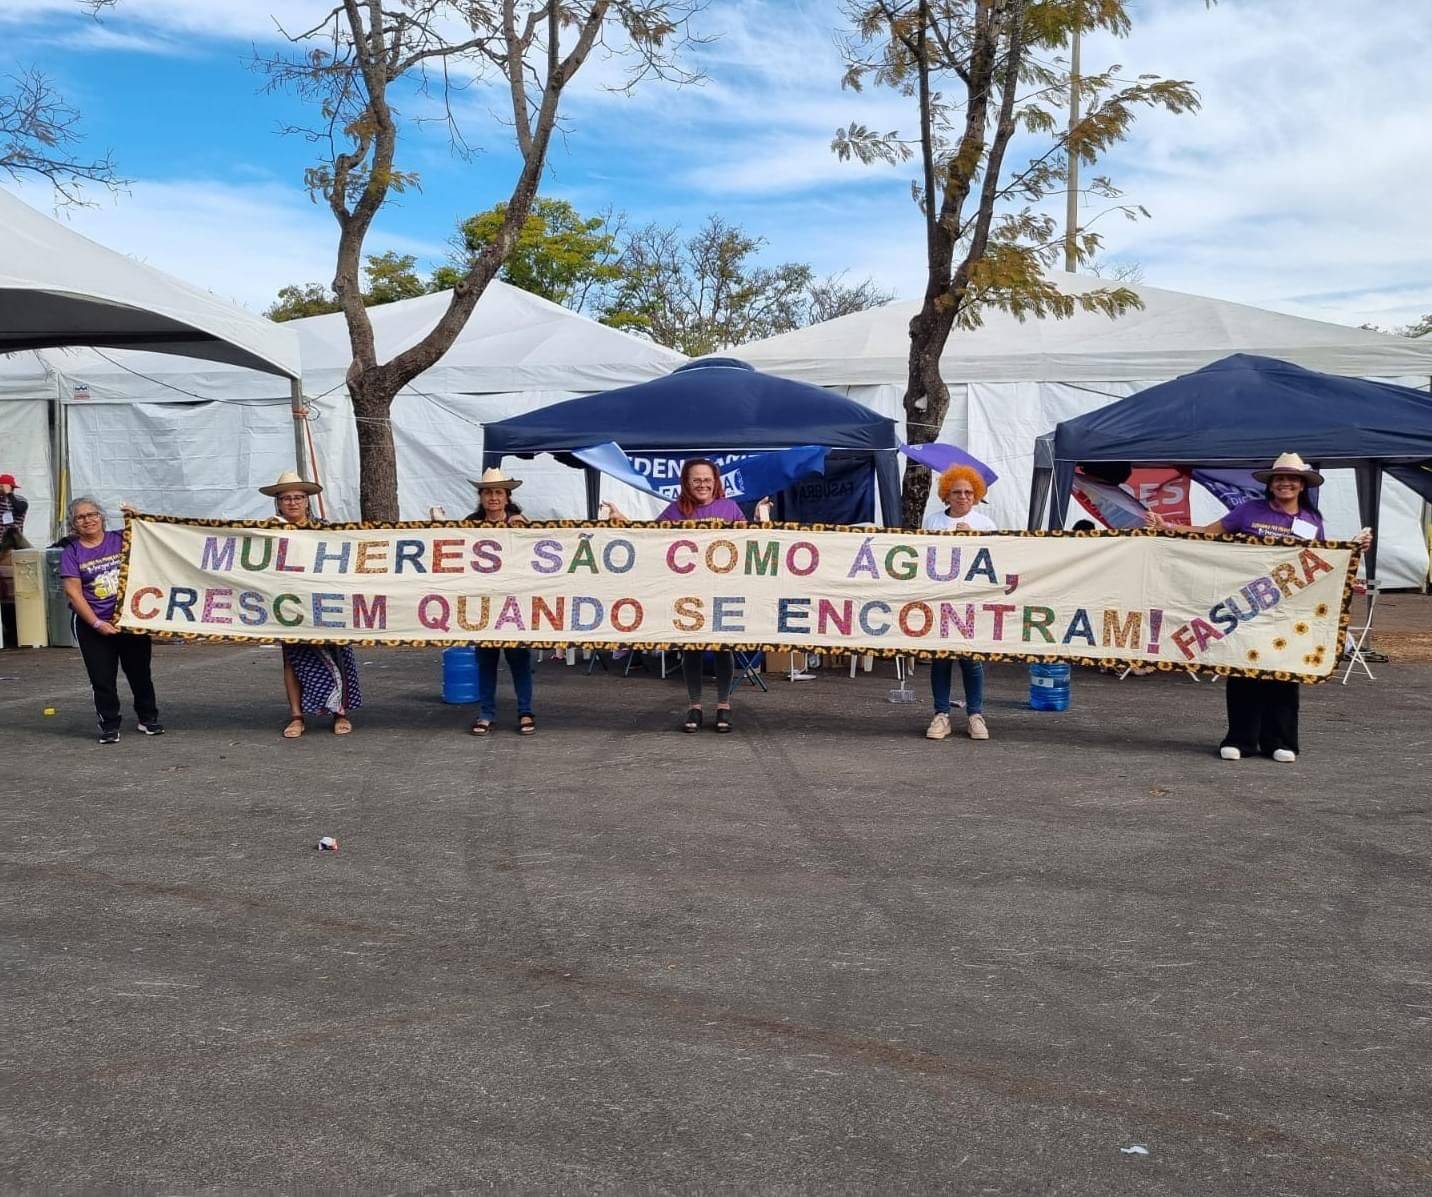 MULHERES SÃO COMO ÁGUA,
CRESCEM QUANDO SE ENCONTRAM!
FASUBRA